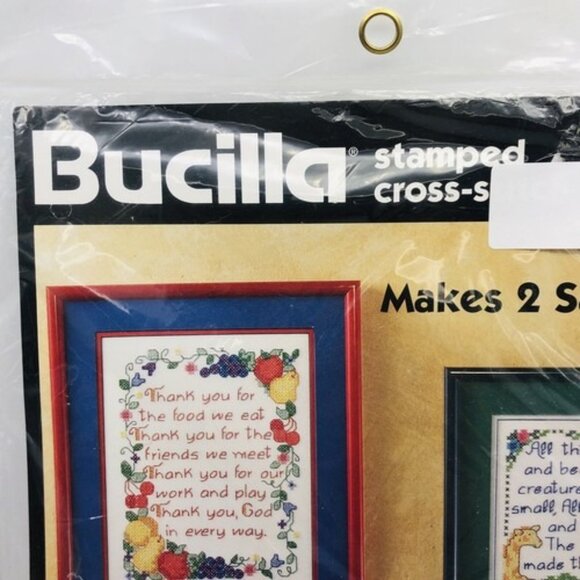 Bucilla® stamped
cross-s
Makes 2 S
Thank you for
the food we eat
Thank you for the
friends we meet
Thank you for our
work and play
Thank you, God
in every way.
All th
and be
creature
small, All
and
The
made th